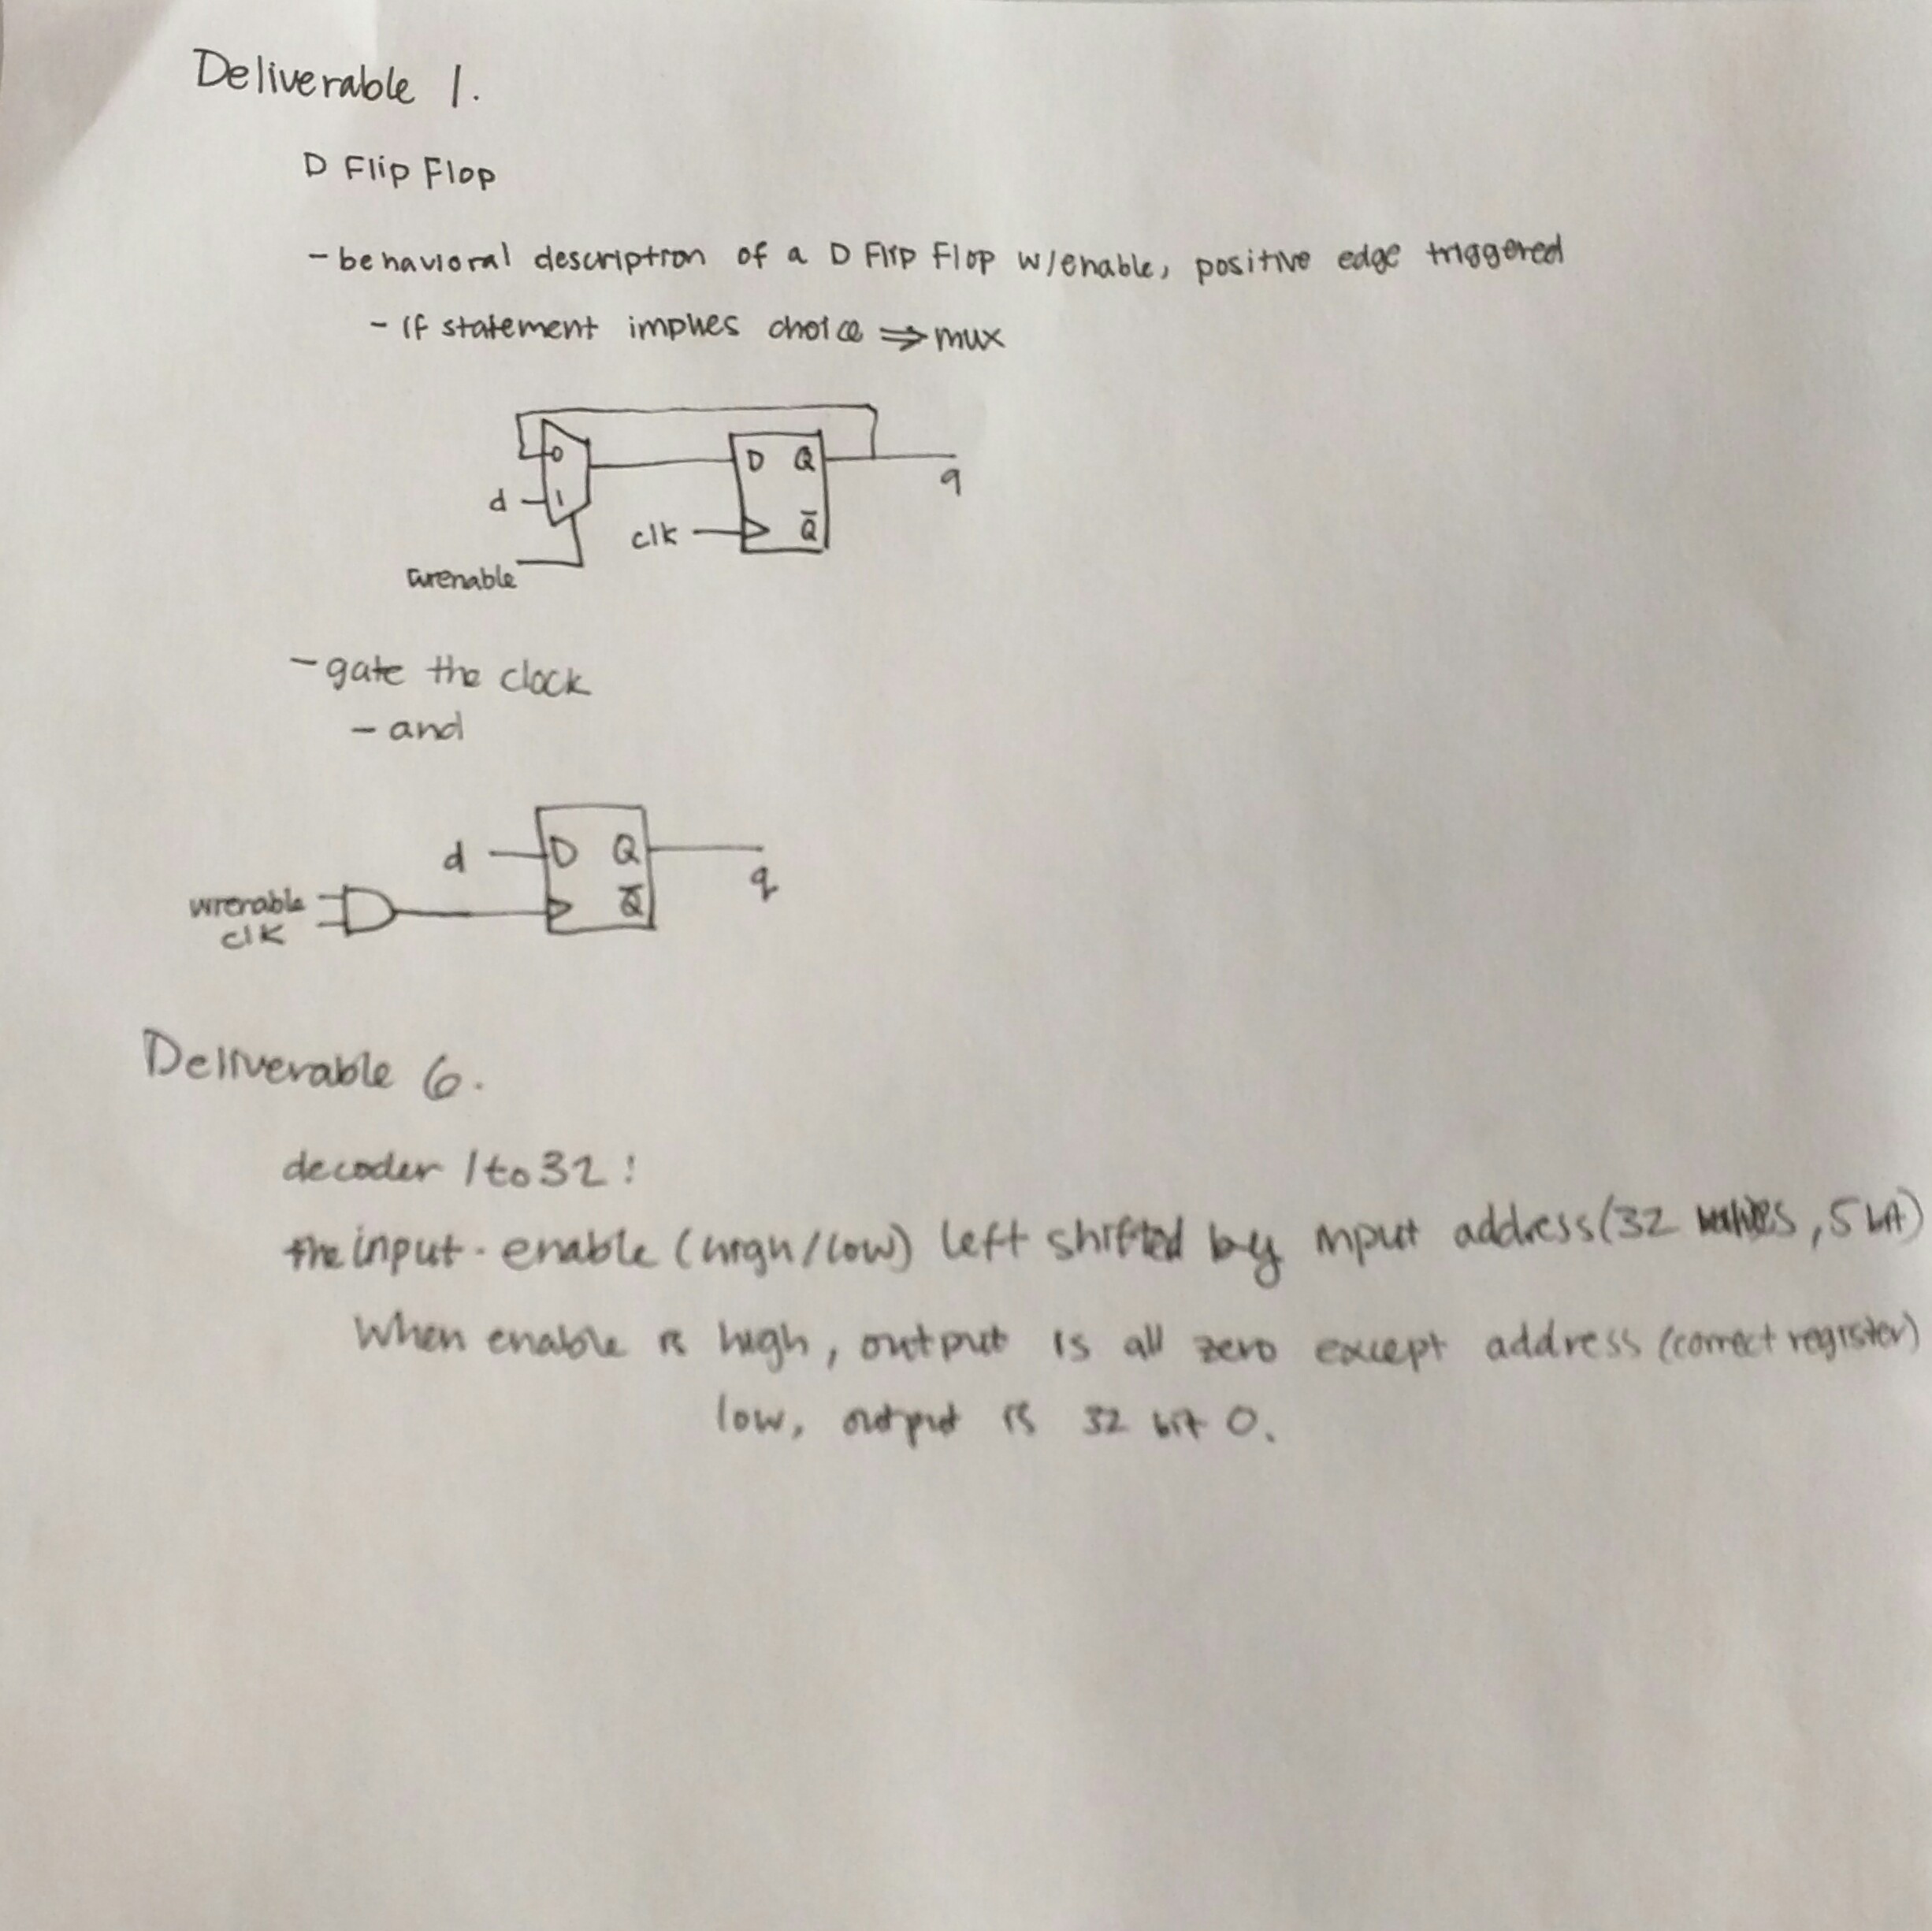 Deliverable 1.
D Flip Flop
- behavioral description of a D Flip Flop w/enable, positive edge triggered
- if statement implies choice ⇒ mux
0
D Q
q
d
1
clk
Q̅
wrenable
- gate the clock
- and
d
D Q
q
wrenable
Q̅
clk
Deliverable 6.
decoder 1to32:
the input enable (high/low) left shifted by input address (32 values, 5 bit)
When enable is high, output is all zero except address (correct register)
low, output is 32 bit 0.